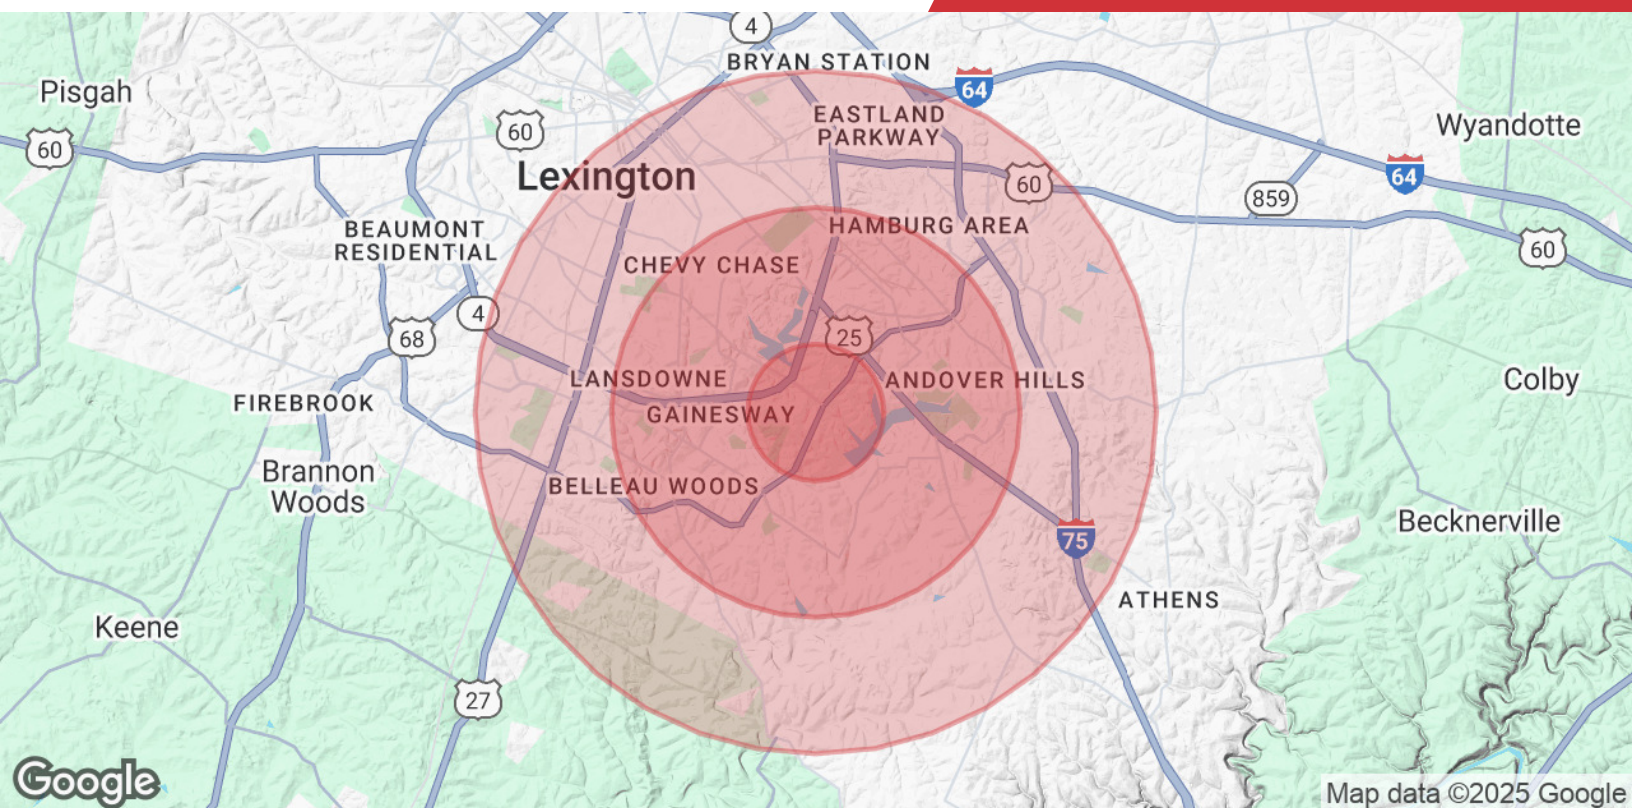 4
BRYAN STATION
64
Pisgah
EASTLAND
PARKWAY
Wyandotte
60
60
Lexington
60
64
859
HAMBURG AREA
BEAUMONT
RESIDENTIAL
60
CHEVY CHASE
4
68
25
LANSDOWNE
ANDOVER HILLS
Colby
FIREBROOK
GAINESWAY
Brannon
Woods
BELLEAU WOODS
Becknerville
75
ATHENS
Keene
27
Google
Map data ©2025 Google